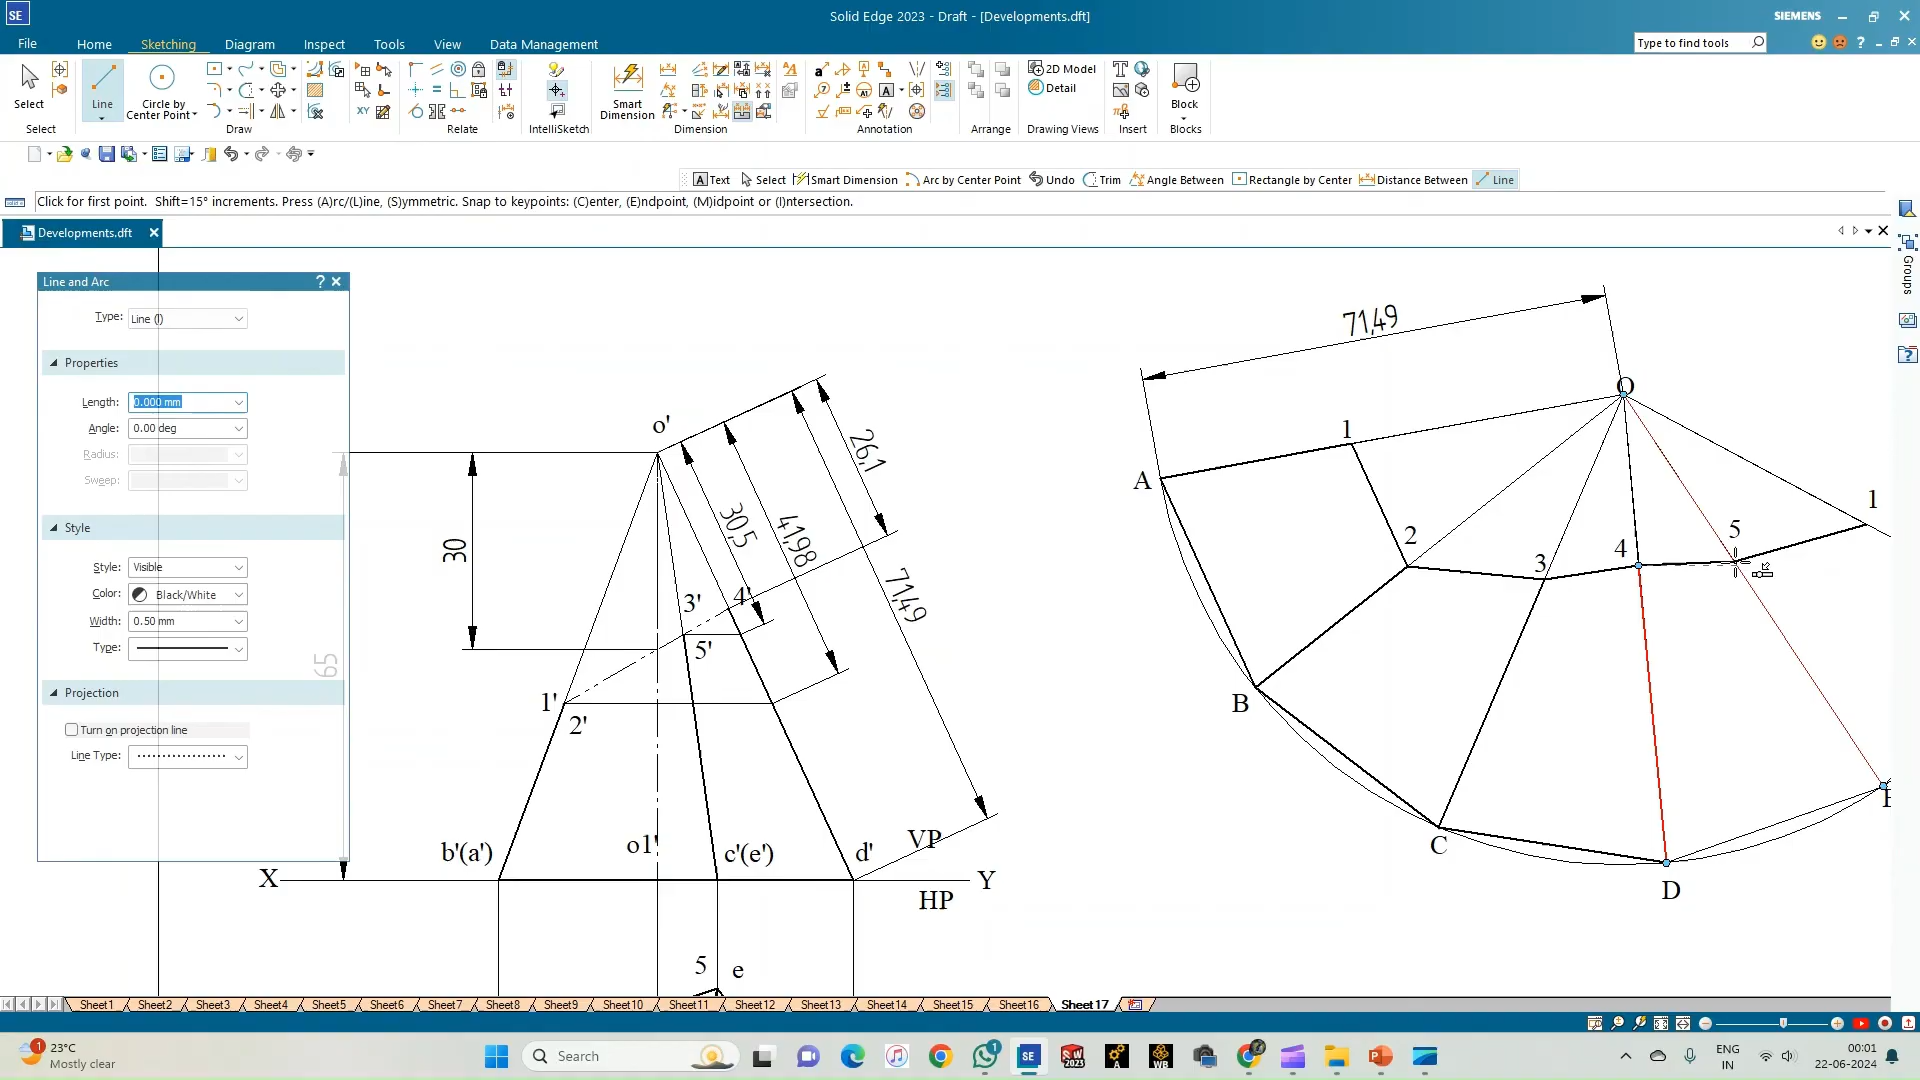 Solid Edge 2023 - Draft - [Developments.dft]
SIEMENS
File
Home
Sketching
Diagram
Inspect
Tools
View
Data Management
Type to find tools
Select
Line
Circle by
Center Point
Smart
Dimension
2D Model
Detail
Block
Select
Draw
Relate
IntelliSketch
Dimension
Annotation
Arrange
Drawing Views
Insert
Blocks
Text
Select
Smart Dimension
Arc by Center Point
Undo
Trim
Angle Between
Rectangle by Center
Distance Between
Line
Click for first point. Shift=15° increments. Press (A)rc/(L)ine, (S)ymmetric. Snap to keypoints: (C)enter, (E)ndpoint, (M)idpoint or (I)ntersection.
Developments.dft
Groups
Line and Arc
Type: Line (l)
Properties
Length: 0.000 mm
Angle: 0.00 deg
Radius:
Sweep:
Style
Style: Visible
Color: Black/White
Width: 0.50 mm
Type:
Projection
Turn on projection line
Line Type:
65
30
o'
30,5
41,98
26,1
71,49
3'
4'
5'
1'
2'
b'(a')
o1'
c'(e')
d'
VP
X
Y
HP
5
e
71,49
O
1
A
2
3
4
5
1
B
C
D
Sheet1
Sheet2
Sheet3
Sheet4
Sheet5
Sheet6
Sheet7
Sheet8
Sheet9
Sheet10
Sheet11
Sheet12
Sheet13
Sheet14
Sheet15
Sheet16
Sheet17
23°C
Mostly clear
Search
ENG
IN
00:01
22-06-2024